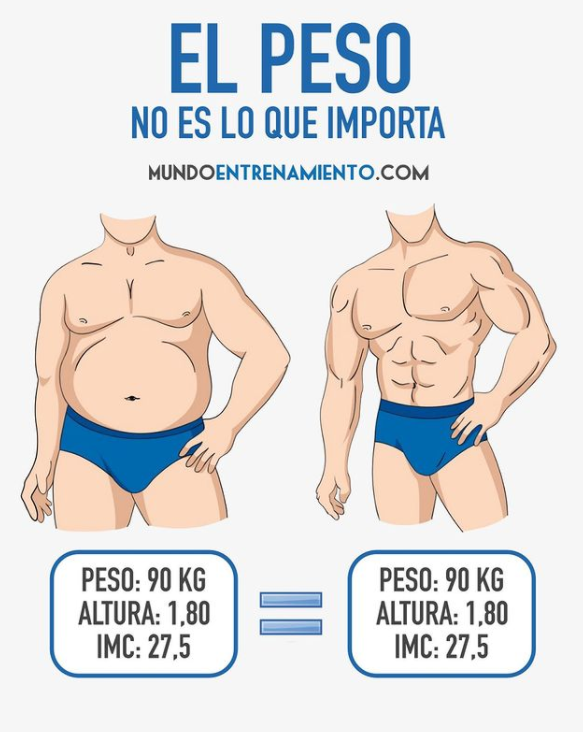 EL PESO
NO ES LO QUE IMPORTA
MUNDOENTRENAMIENTO.COM
PESO: 90 KG
ALTURA: 1,80
IMC: 27,5
PESO: 90 KG
ALTURA: 1,80
IMC: 27,5